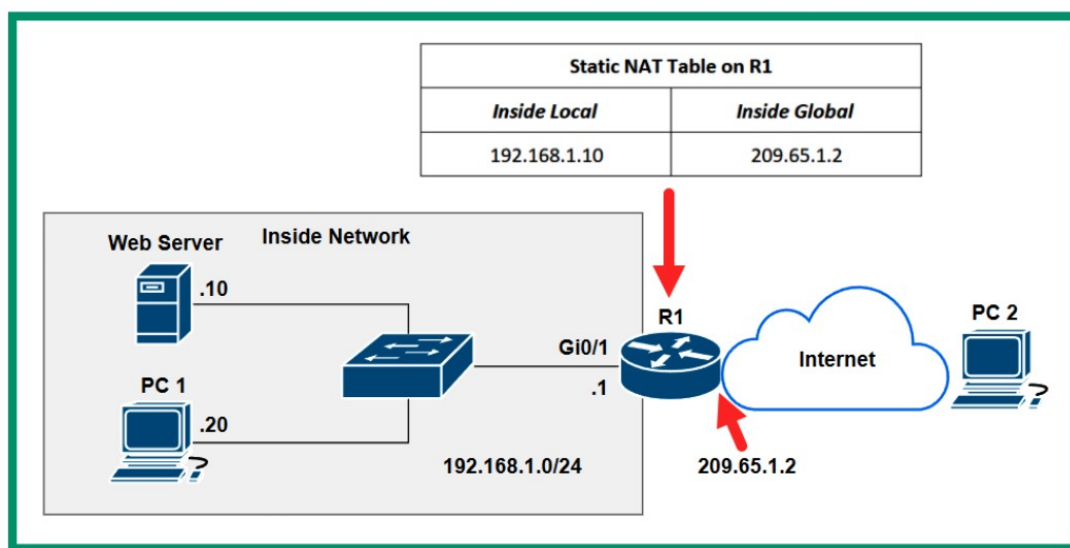 Static NAT Table on R1
Inside Local Inside Global
192.168.1.10 209.65.1.2
Web Server Inside Network
.10
R1
PC 2
Gi0/1
Internet
PC 1
.1
.20
192.168.1.0/24 209.65.1.2